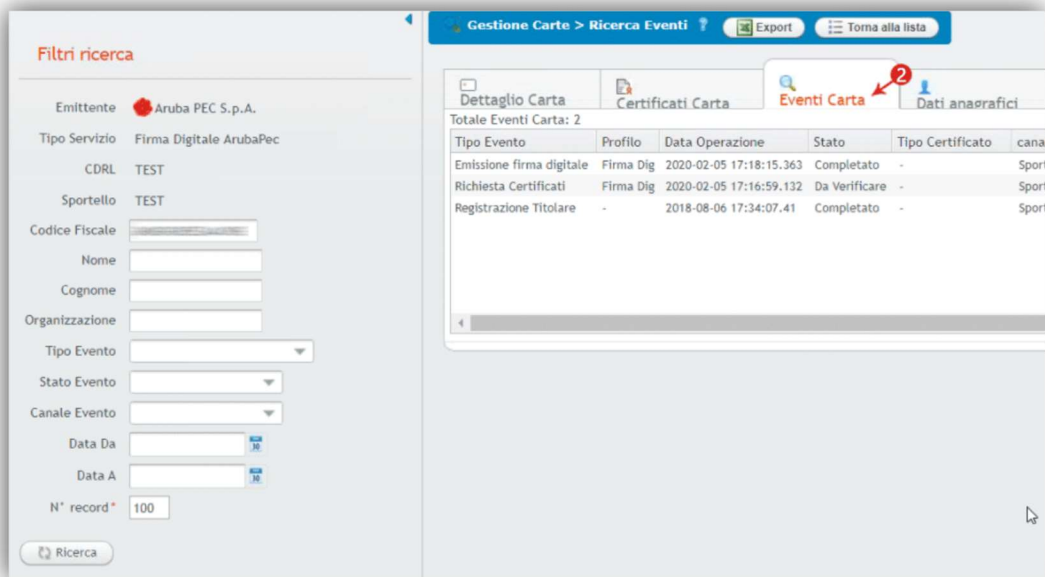 Filtri ricerca
Emittente Aruba PEC S.p.A.
Tipo Servizio Firma Digitale ArubaPec
CDRL TEST
Sportello TEST
Codice Fiscale
Nome
Cognome
Organizzazione
Tipo Evento
Stato Evento
Canale Evento
Data Da
Data A
N° record* 100
Ricerca
Gestione Carte > Ricerca Eventi ? Export Torna alla lista
2
Dettaglio Carta Certificati Carta Eventi Carta Dati anagrafici
Totale Eventi Carta: 2
Tipo Evento Profilo Data Operazione Stato Tipo Certificato cana
Emissione firma digitale Firma Dig 2020-02-05 17:18:15.363 Completato - Sport
Richiesta Certificati Firma Dig 2020-02-05 17:16:59.132 Da Verificare - Sport
Registrazione Titolare - 2018-08-06 17:34:07.41 Completato - Sport